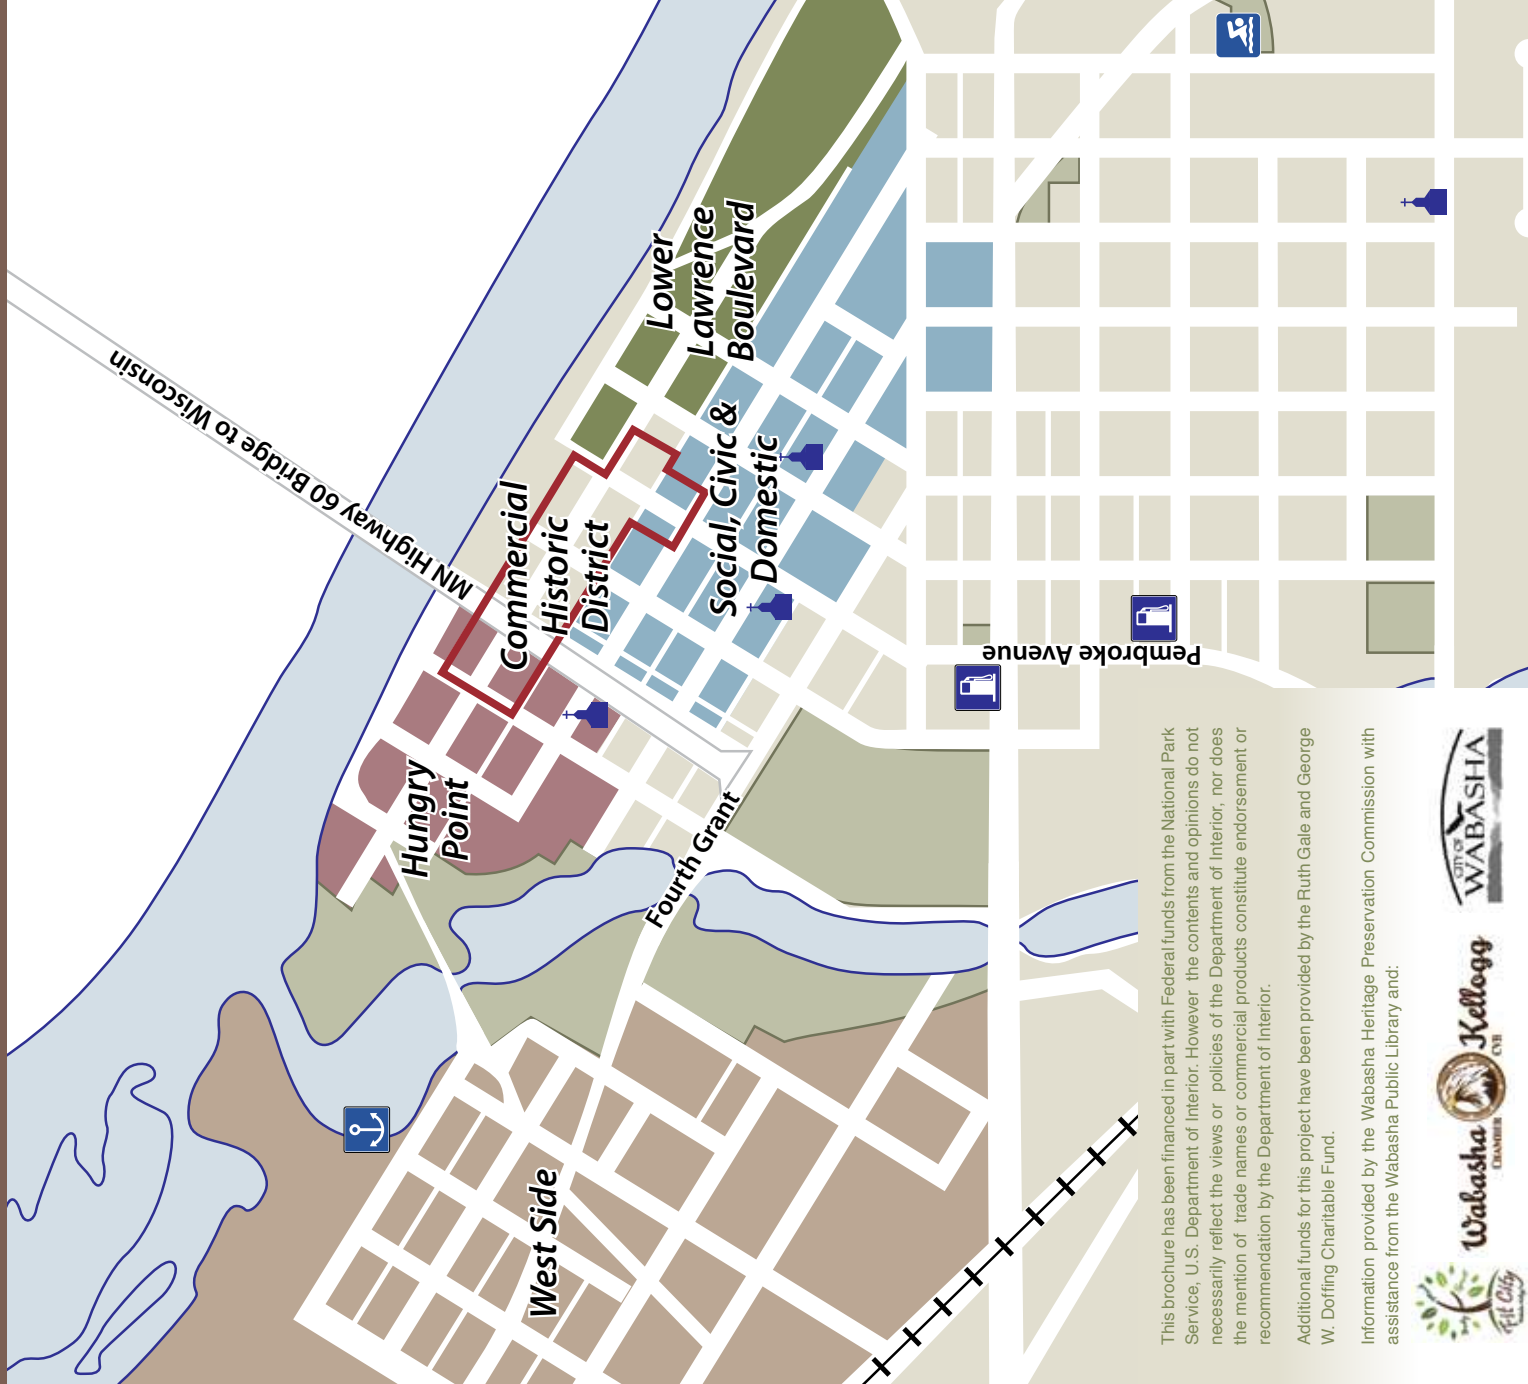 MN Highway 60 Bridge to Wisconsin
Lower
Lawrence
Boulevard
Commercial
Historic
District
Social, Civic &
Domestic
Hungry
Point
Fourth Grant
Pembroke Avenue
West Side
This brochure has been financed in part with Federal funds from the National Park
Service, U.S. Department of Interior. However the contents and opinions do not
necessarily reflect the views or policies of the Department of Interior, nor does
the mention of trade names or commercial products constitute endorsement or
recommendation by the Department of Interior.
Additional funds for this project have been provided by the Ruth Gale and George
W. Doffing Charitable Fund.
Information provided by the Wabasha Heritage Preservation Commission with
assistance from the Wabasha Public Library and:
Fit City
Wabasha Kellogg
CHAMBER CVB
CITY OF
WABASHA